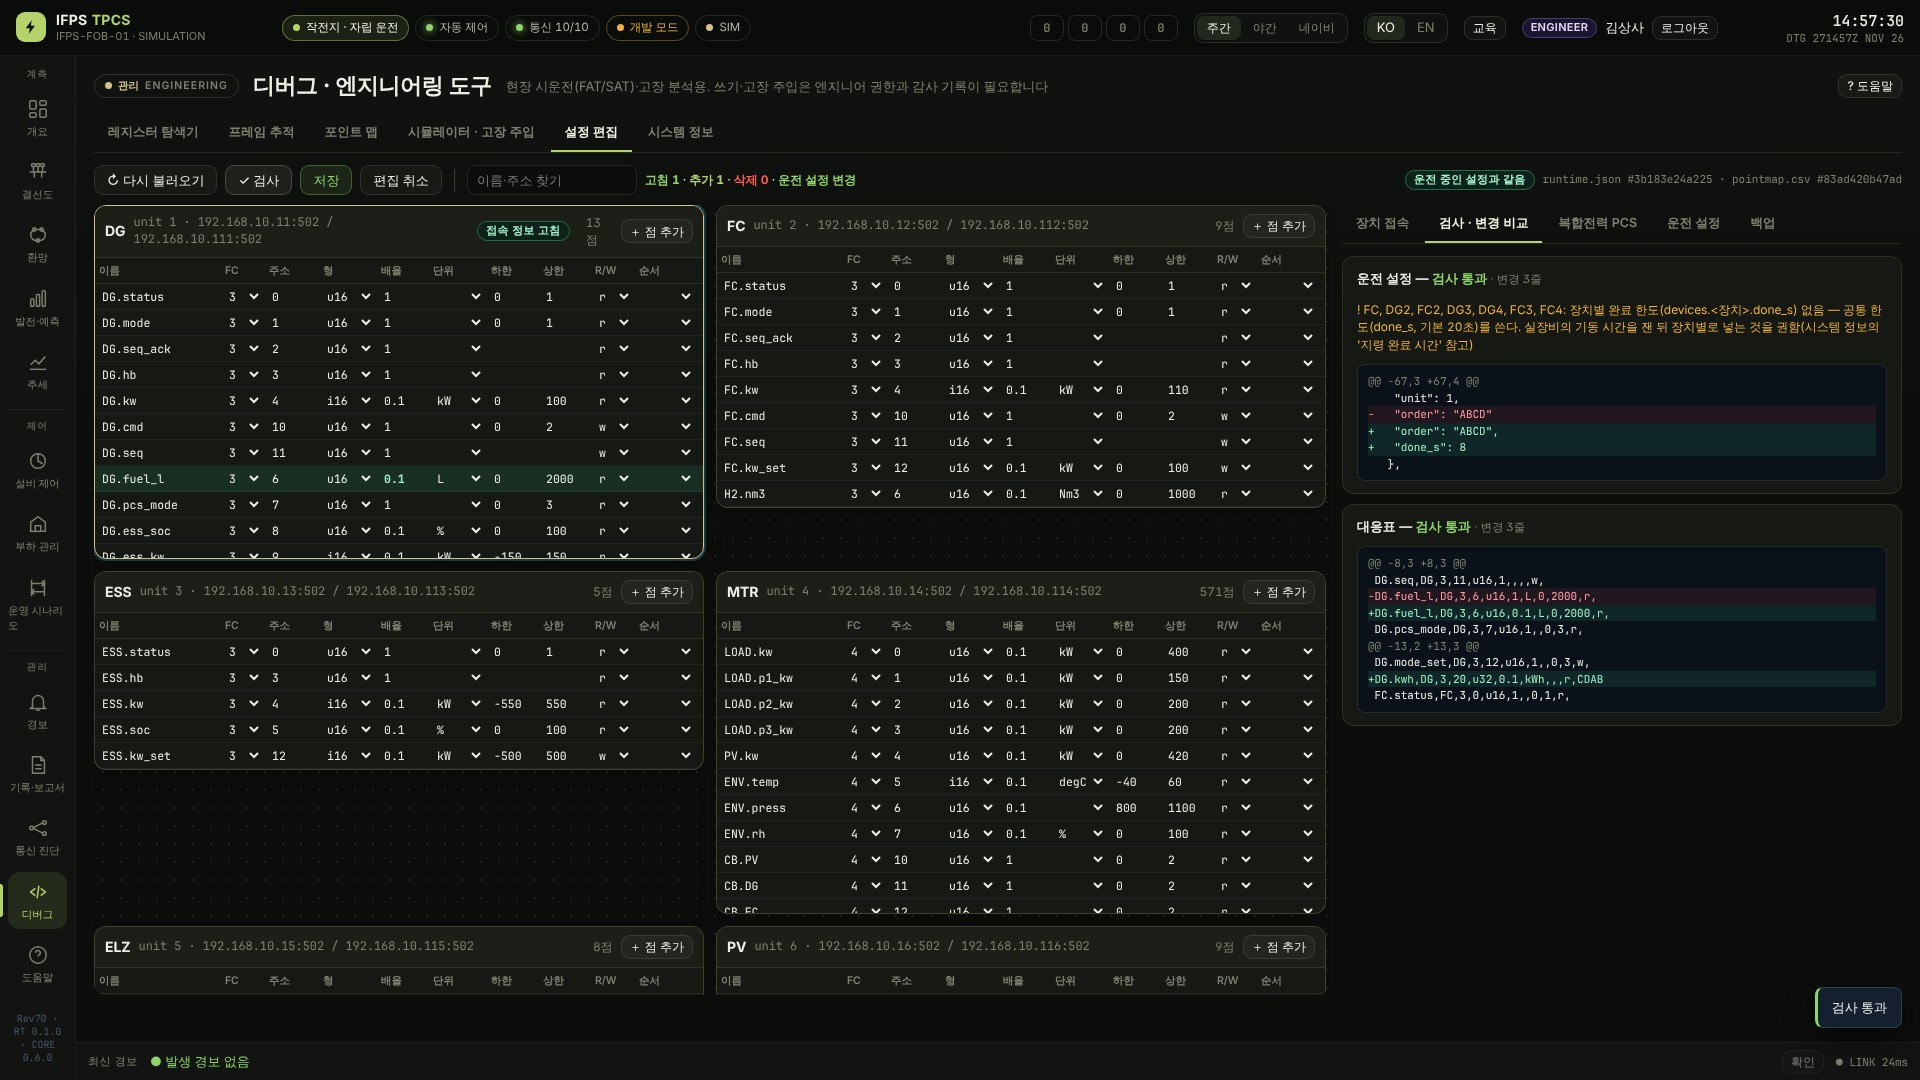 IFPS TPCS
IFPS-FOB-01 · SIMULATION
작전지 · 자립 운전
자동 제어
통신 10/10
개발 모드
SIM
0 0 0 0
주간 야간 네이비
KO EN
교육
ENGINEER 김상사 로그아웃
14:57:30
DTG 271457Z NOV 26
계측
개요
결선도
환망
발전·예측
추세
제어
설비 제어
부하 관리
운영 시나리오
관리
경보
기록·보고서
통신 진단
디버그
도움말
Rev70 ·
RT 0.1.0
· CORE
0.6.0
관리 ENGINEERING
디버그 · 엔지니어링 도구
현장 시운전(FAT/SAT)·고장 분석용. 쓰기·고장 주입은 엔지니어 권한과 감사 기록이 필요합니다
? 도움말
레지스터 탐색기 프레임 추적 포인트 맵 시뮬레이터 · 고장 주입 설정 편집 시스템 정보
↻ 다시 불러오기 ✓ 검사 저장 편집 취소 이름·주소 찾기 고침 1 · 추가 1 · 삭제 0 · 운전 설정 변경
운전 중인 설정과 같음 runtime.json #3b183e24a225 · pointmap.csv #83ad420b47ad
DG unit 1 · 192.168.10.11:502 / 192.168.10.111:502 접속 정보 고침 13점 + 점 추가
이름 FC 주소 형 배율 단위 하한 상한 R/W 순서
DG.status 3 0 u16 1 0 1 r
DG.mode 3 1 u16 1 0 1 r
DG.seq_ack 3 2 u16 1 r
DG.hb 3 3 u16 1 r
DG.kw 3 4 i16 0.1 kW 0 100 r
DG.cmd 3 10 u16 1 0 2 w
DG.seq 3 11 u16 1 w
DG.fuel_l 3 6 u16 0.1 L 0 2000 r
DG.pcs_mode 3 7 u16 1 0 3 r
DG.ess_soc 3 8 u16 0.1 % 0 100 r
DG.ess_kw 3 9 i16 0.1 kW -150 150 r
FC unit 2 · 192.168.10.12:502 / 192.168.10.112:502 9점 + 점 추가
이름 FC 주소 형 배율 단위 하한 상한 R/W 순서
FC.status 3 0 u16 1 0 1 r
FC.mode 3 1 u16 1 0 1 r
FC.seq_ack 3 2 u16 1 r
FC.hb 3 3 u16 1 r
FC.kw 3 4 i16 0.1 kW 0 110 r
FC.cmd 3 10 u16 1 0 2 w
FC.seq 3 11 u16 1 w
FC.kw_set 3 12 u16 0.1 kW 0 100 w
H2.nm3 3 6 u16 0.1 Nm3 0 1000 r
ESS unit 3 · 192.168.10.13:502 / 192.168.10.113:502 5점 + 점 추가
이름 FC 주소 형 배율 단위 하한 상한 R/W 순서
ESS.status 3 0 u16 1 0 1 r
ESS.hb 3 3 u16 1 r
ESS.kw 3 4 i16 0.1 kW -550 550 r
ESS.soc 3 5 u16 0.1 % 0 100 r
ESS.kw_set 3 12 i16 0.1 kW -500 500 w
MTR unit 4 · 192.168.10.14:502 / 192.168.10.114:502 571점 + 점 추가
이름 FC 주소 형 배율 단위 하한 상한 R/W 순서
LOAD.kw 4 0 u16 0.1 kW 0 400 r
LOAD.p1_kw 4 1 u16 0.1 kW 0 150 r
LOAD.p2_kw 4 2 u16 0.1 kW 0 200 r
LOAD.p3_kw 4 3 u16 0.1 kW 0 200 r
PV.kw 4 4 u16 0.1 kW 0 420 r
ENV.temp 4 5 i16 0.1 degC -40 60 r
ENV.press 4 6 u16 0.1 800 1100 r
ENV.rh 4 7 u16 0.1 % 0 100 r
CB.PV 4 10 u16 1 0 2 r
CB.DG 4 11 u16 1 0 2 r
CB.FC 4 12 u16 1 0 2 r
ELZ unit 5 · 192.168.10.15:502 / 192.168.10.115:502 8점 + 점 추가
이름 FC 주소 형 배율 단위 하한 상한 R/W 순서
PV unit 6 · 192.168.10.16:502 / 192.168.10.116:502 9점 + 점 추가
이름 FC 주소 형 배율 단위 하한 상한 R/W 순서
장치 접속 검사 · 변경 비교 복합전력 PCS 운전 설정 백업
운전 설정 — 검사 통과 · 변경 3줄
! FC, DG2, FC2, DG3, DG4, FC3, FC4: 장치별 완료 한도(devices.<장치>.done_s) 없음 — 공통 한
도(done_s, 기본 20초)를 쓴다. 실장비의 기동 시간을 잰 뒤 장치별로 넣는 것을 권함(시스템 정보의
'지령 완료 시간' 참고)
@@ -67,3 +67,4 @@
"unit": 1,
- "order": "ABCD"
+ "order": "ABCD",
+ "done_s": 8
},
대응표 — 검사 통과 · 변경 3줄
@@ -8,3 +8,3 @@
DG.seq,DG,3,11,u16,1,,,,w,
-DG.fuel_l,DG,3,6,u16,1,L,0,2000,r,
+DG.fuel_l,DG,3,6,u16,0.1,L,0,2000,r,
DG.pcs_mode,DG,3,7,u16,1,,0,3,r,
@@ -13,2 +13,3 @@
DG.mode_set,DG,3,12,u16,1,,0,3,w,
+DG.kwh,DG,3,20,u32,0.1,kWh,,,r,CDAB
FC.status,FC,3,0,u16,1,,0,1,r,
검사 통과
최신 경보 발생 경보 없음
확인 LINK 24ms